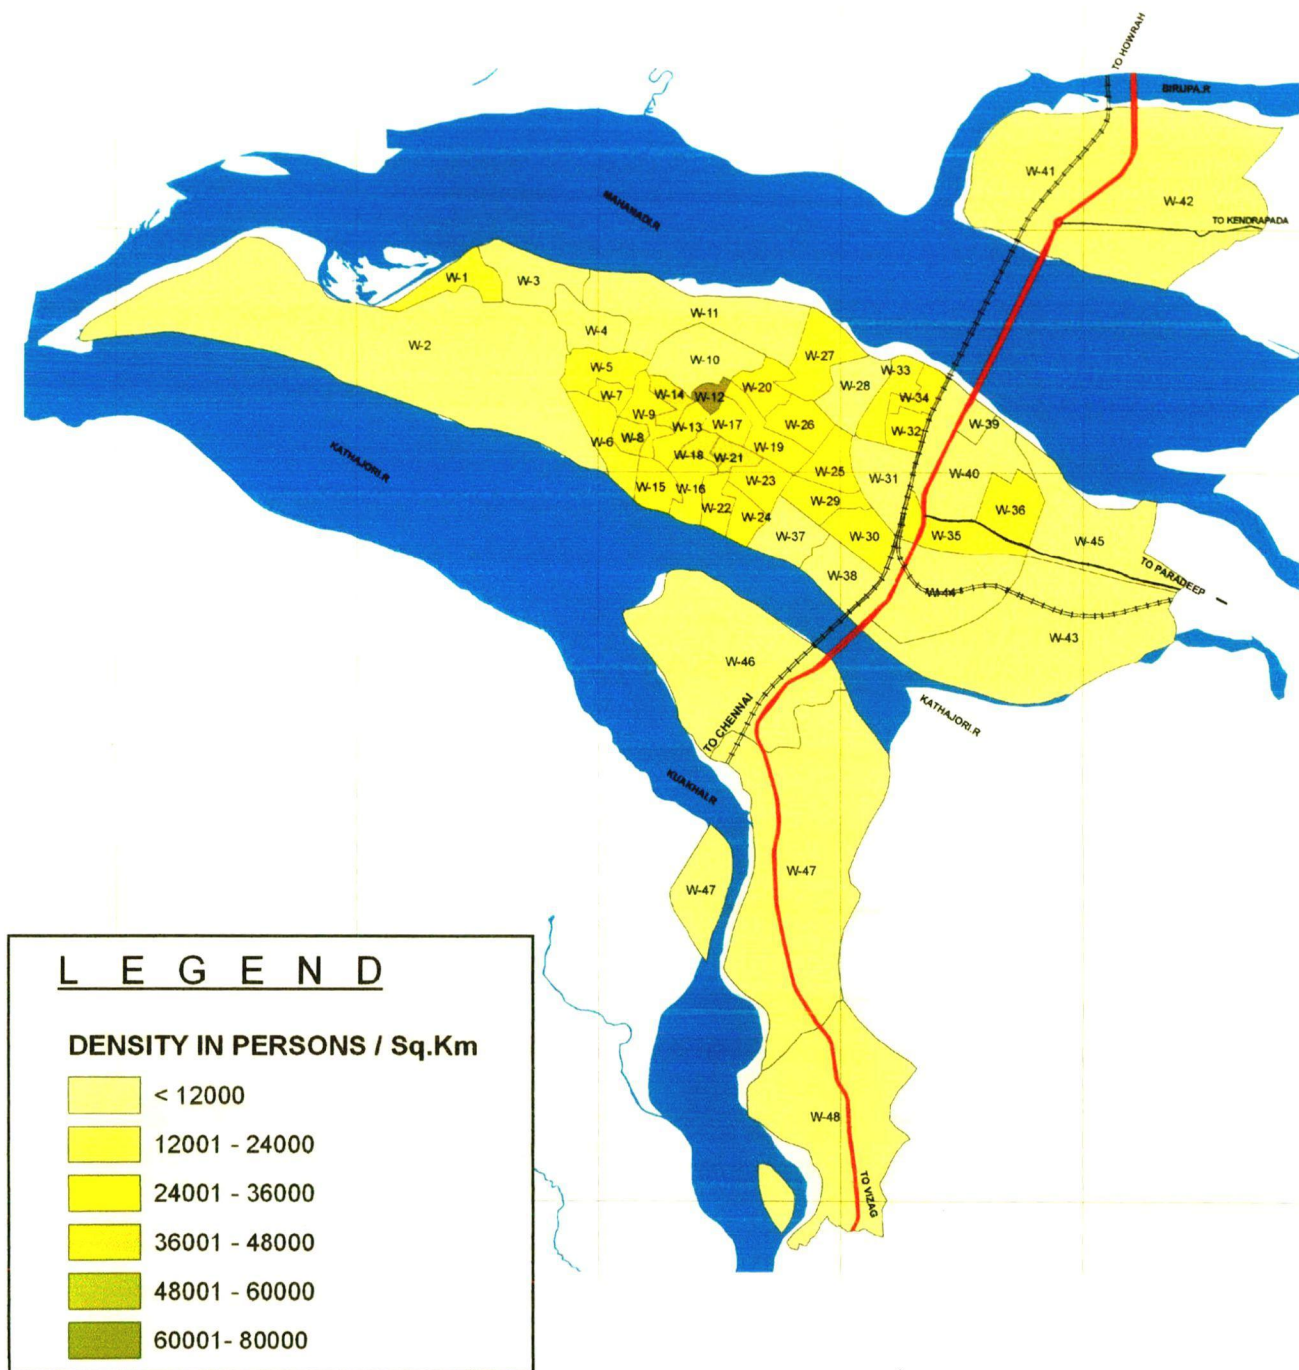 TO HOWRAH
BIRUPA.R
W-41
W-42
TO KENDRAPADA
MAHANADI.R
W-1
W-3
W-11
W-4
W-2
W-10
W-27
W-5
W-33
W-28
W-20
W-14
W-12
W-7
W-34
W-9
W-17
W-39
W-26
W-13
W-32
W-8
W-6
W-19
KATHAJORI.R
W-18
W-21
W-25
W-40
W-31
W-23
W-15
W-16
W-29
W-22
W-36
W-24
W-37
W-30
W-35
W-45
TO PARADEEP
W-38
W-44
W-43
W-46
TO CHENNAI
KATHAJORI.R
KUAKHAI.R
W-47
W-47
W-48
TO VIZAG
LEGEND
DENSITY IN PERSONS / Sq.Km
< 12000
12001 - 24000
24001 - 36000
36001 - 48000
48001 - 60000
60001- 80000